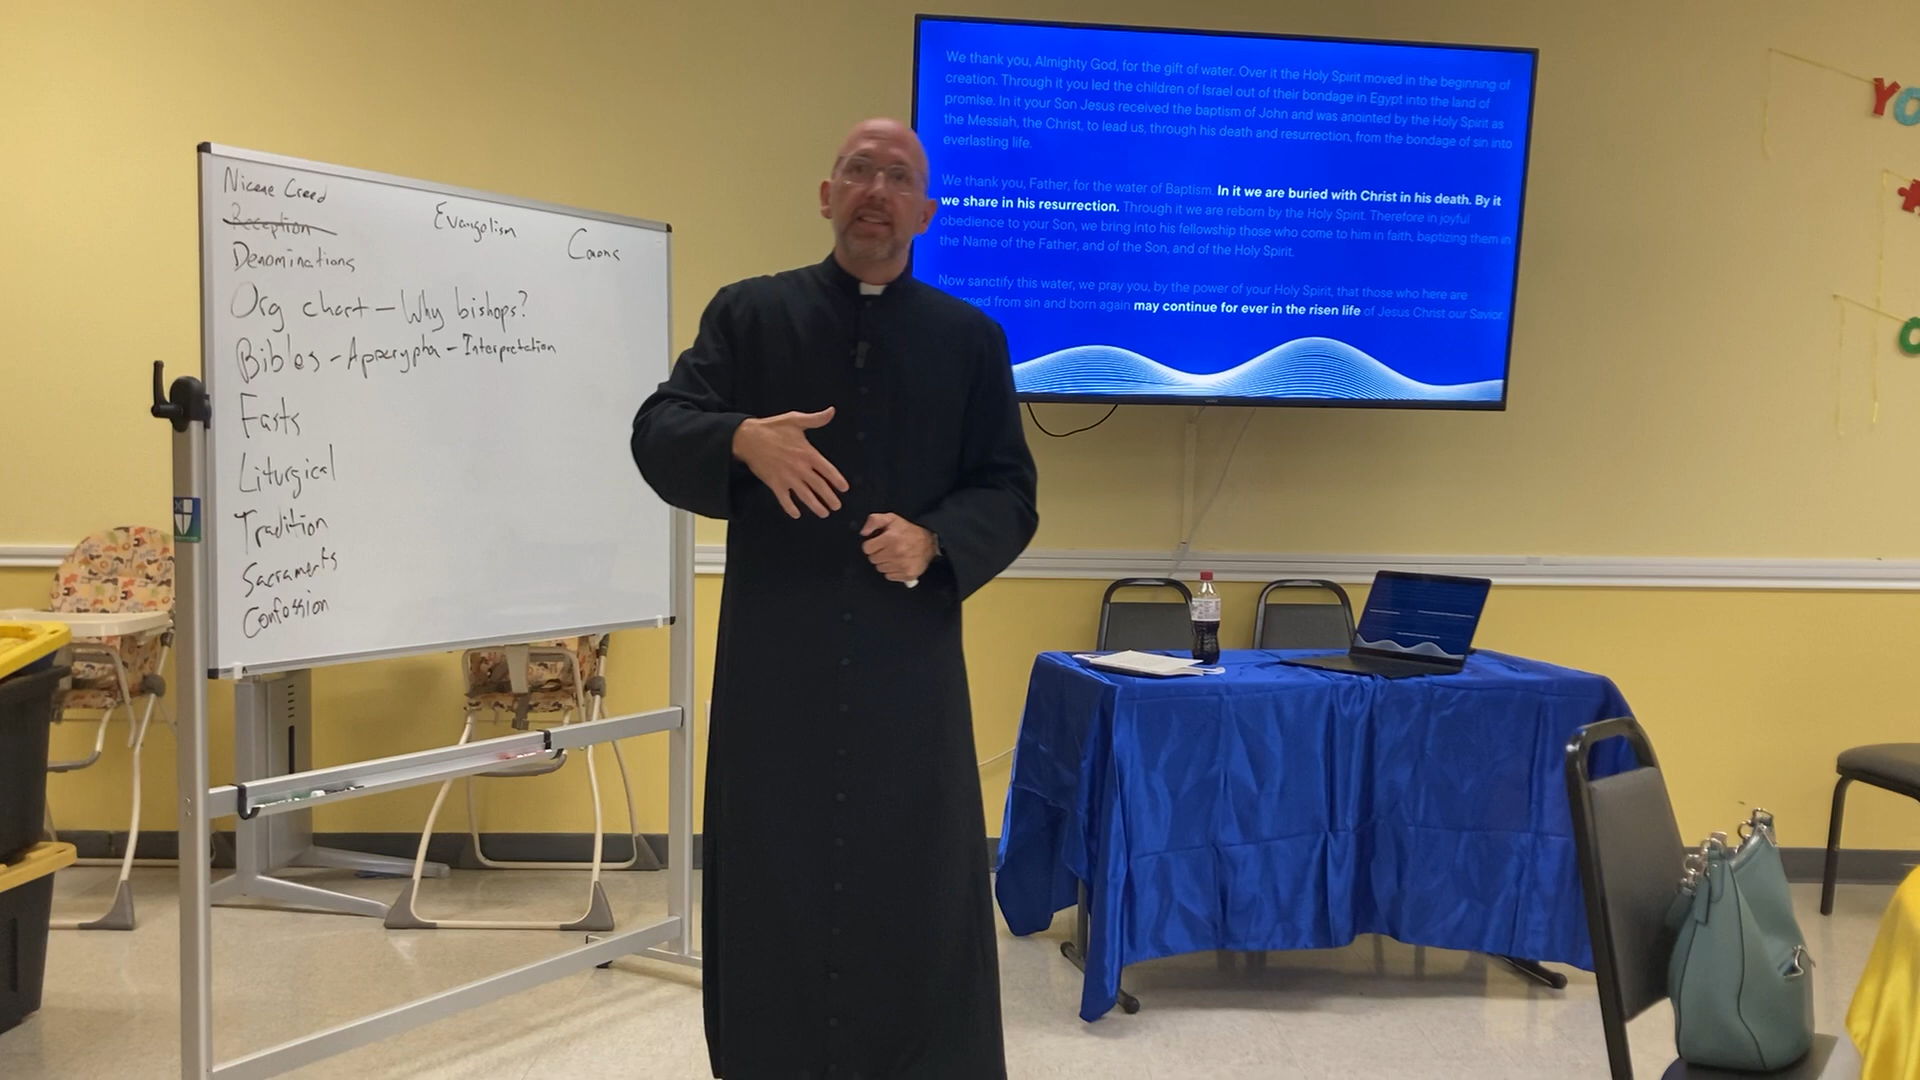 Nicene Creed
Reception
Denominations
Evangolism
Canons
Org chart - Why bishops?
Bibles - Apperypha - Interpretation
Fasts
Liturgical
Tradition
Sacraments
Confossion
We thank you, Almighty God, for the gift of water. Over it the Holy Spirit moved in the beginning of
creation. Through it you led the children of Israel out of their bondage in Egypt into the land of
promise. In it your Son Jesus received the baptism of John and was anointed by the Holy Spirit as
the Messiah, the Christ, to lead us, through his death and resurrection, from the bondage of sin into
everlasting life.
We thank you, Father, for the water of Baptism. In it we are buried with Christ in his death. By it
we share in his resurrection. Through it we are reborn by the Holy Spirit. Therefore in joyful
obedience to your Son, we bring into his fellowship those who come to him in faith, baptizing them in
the Name of the Father, and of the Son, and of the Holy Spirit.
Now sanctify this water, we pray you, by the power of your Holy Spirit, that those who here are
from sin and born again may continue for ever in the risen life of Jesus Christ our Savior.
YO